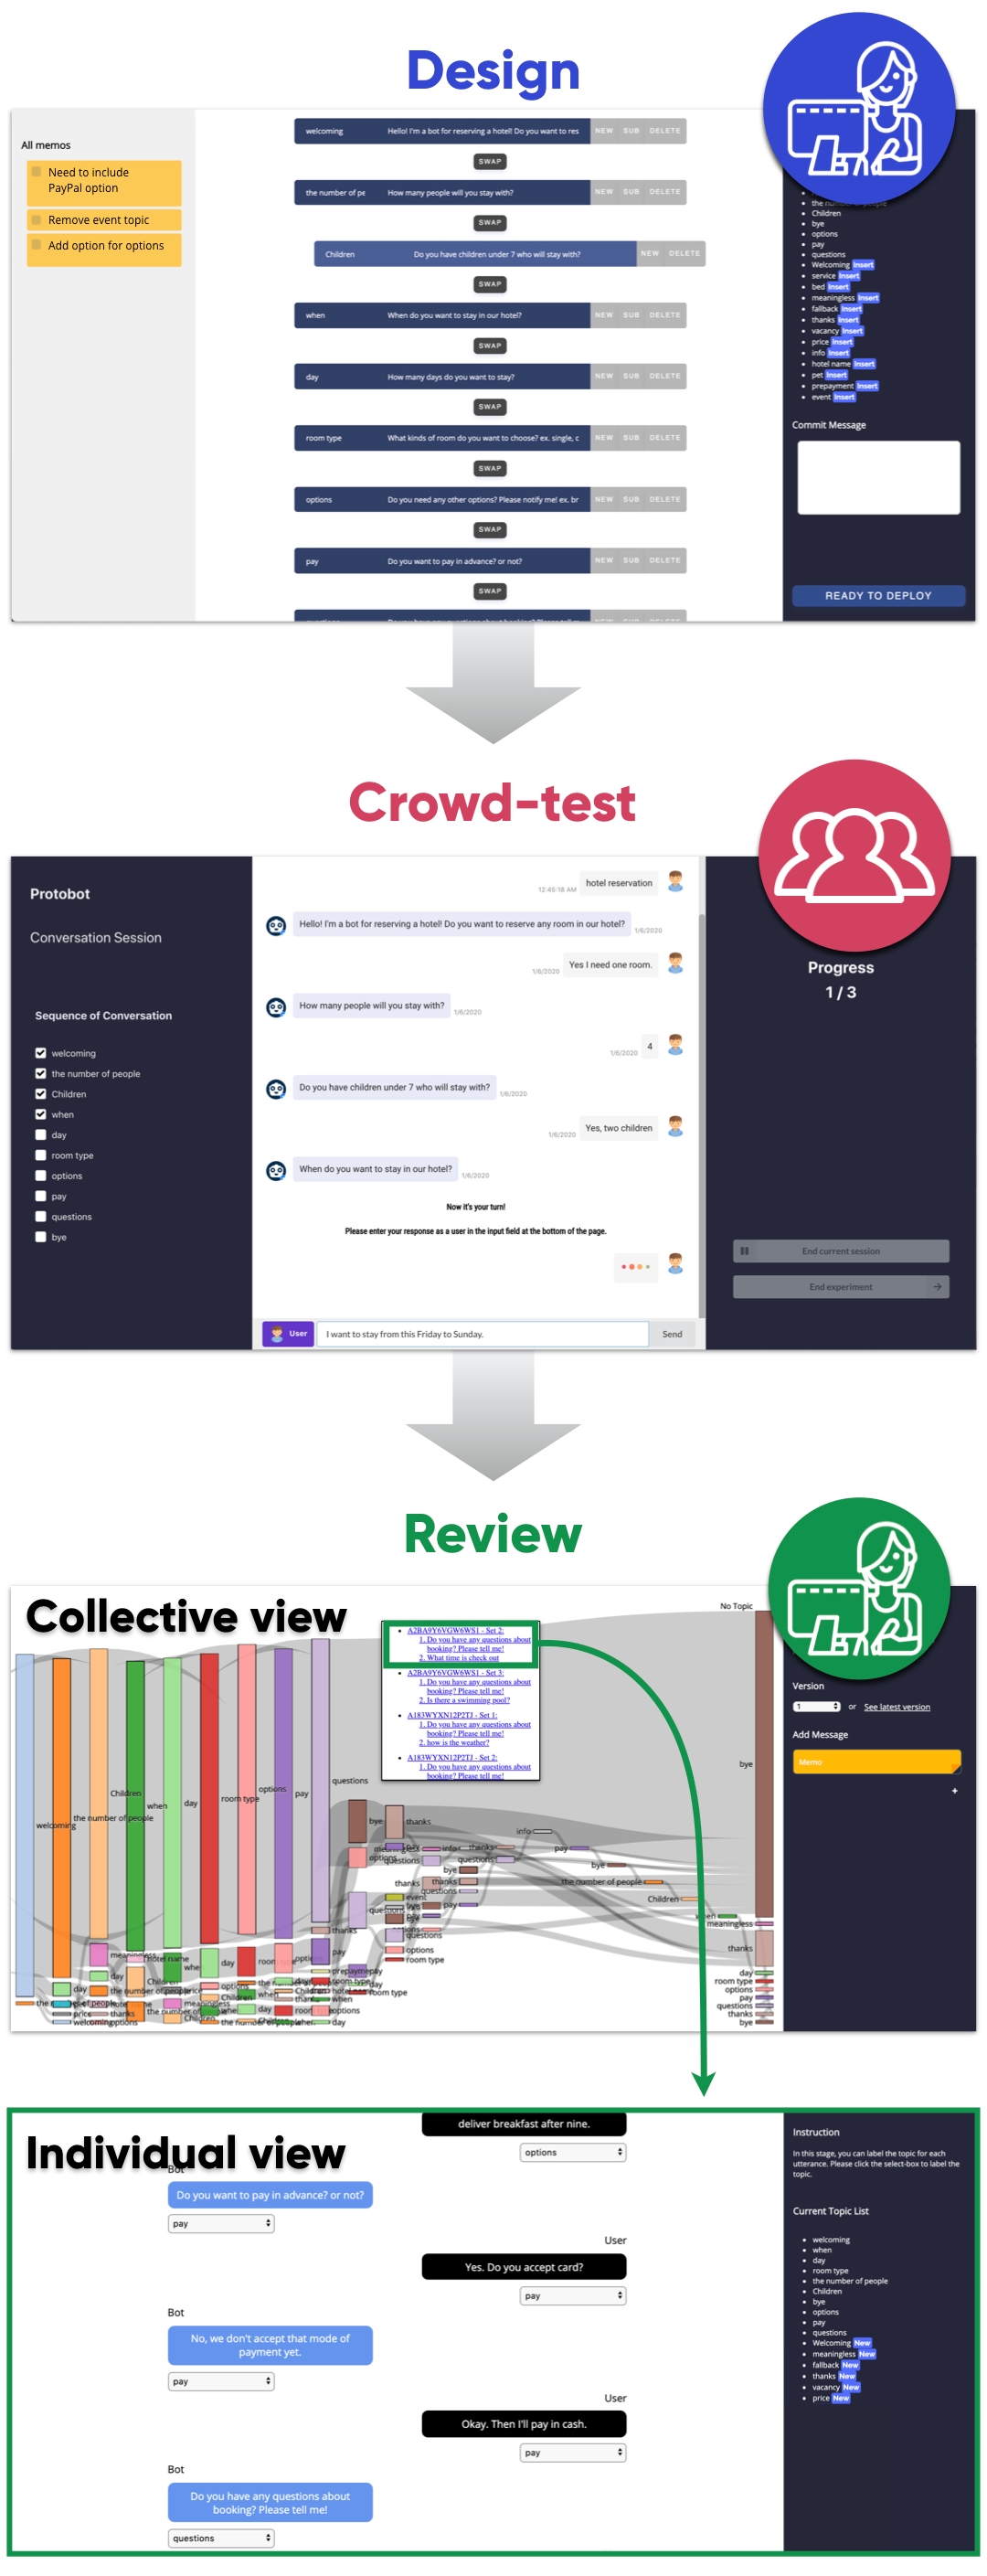 Design
All memos
Need to include
PayPal option
Remove event topic
Add option for options
welcoming Hello! I'm a bot for reserving a hotel! Do you want to res NEW SUB DELETE
SWAP
the number of pe How many people will you stay with? NEW SUB DELETE
SWAP
Children Do you have children under 7 who will stay with? NEW DELETE
SWAP
when When do you want to stay in our hotel? NEW SUB DELETE
SWAP
day How many days do you want to stay? NEW SUB DELETE
SWAP
room type What kinds of room do you want to choose? ex. single, c NEW SUB DELETE
SWAP
options Do you need any other options? Please notify me! ex. br NEW SUB DELETE
SWAP
pay Do you want to pay in advance? or not? NEW SUB DELETE
SWAP
the number of people
Children
bye
options
pay
questions
Welcoming Insert
service Insert
bed Insert
meaningless Insert
fallback Insert
thanks Insert
vacancy Insert
price Insert
info Insert
hotel name Insert
pet Insert
prepayment Insert
event Insert
Commit Message
READY TO DEPLOY
Crowd-test
Protobot
Conversation Session
Sequence of Conversation
welcoming
the number of people
Children
when
day
room type
options
pay
questions
bye
12:45:18 AM hotel reservation
Hello! I'm a bot for reserving a hotel! Do you want to reserve any room in our hotel? 1/6/2020
1/6/2020 Yes I need one room.
How many people will you stay with? 1/6/2020
1/6/2020 4
Do you have children under 7 who will stay with? 1/6/2020
1/6/2020 Yes, two children
When do you want to stay in our hotel? 1/6/2020
Now it's your turn!
Please enter your response as a user in the input field at the bottom of the page.
User I want to stay from this Friday to Sunday. Send
Progress
1 / 3
End current session
End experiment
Review
Collective view
A2BA9Y6VGW6WS1 - Set 2:
1. Do you have any questions about
booking? Please tell me!
2. What time is check out
A2BA9Y6VGW6WS1 - Set 3:
1. Do you have any questions about
booking? Please tell me!
2. Is there a swimming pool?
A183WYXN12P2TJ - Set 1:
1. Do you have any questions about
booking? Please tell me!
2. how is the weather?
A183WYXN12P2TJ - Set 2:
1. Do you have any questions about
booking? Please tell me!
welcoming
the number of people
Children
when
day
room type
options
pay
questions
bye
thanks
info
thanks
info
pay
questions
bye
bye
the number of people
Children
thanks
questions
event
pay
questions
options
room type
thanks
pay
No Topic
bye
meaningless
thanks
day
room type
options
pay
questions
thanks
bye
Version
1 or See latest version
Add Message
Memo
+
Individual view
deliver breakfast after nine.
options
Bot
Do you want to pay in advance? or not?
pay
User
Yes. Do you accept card?
pay
Bot
No, we don't accept that mode of
payment yet.
pay
User
Okay. Then I'll pay in cash.
pay
Bot
Do you have any questions about
booking? Please tell me!
questions
Instruction
In this stage, you can label the topic for each
utterance. Please click the select-box to label the
topic.
Current Topic List
welcoming
when
day
room type
the number of people
Children
bye
options
pay
questions
Welcoming New
meaningless New
fallback New
thanks New
vacancy New
price New